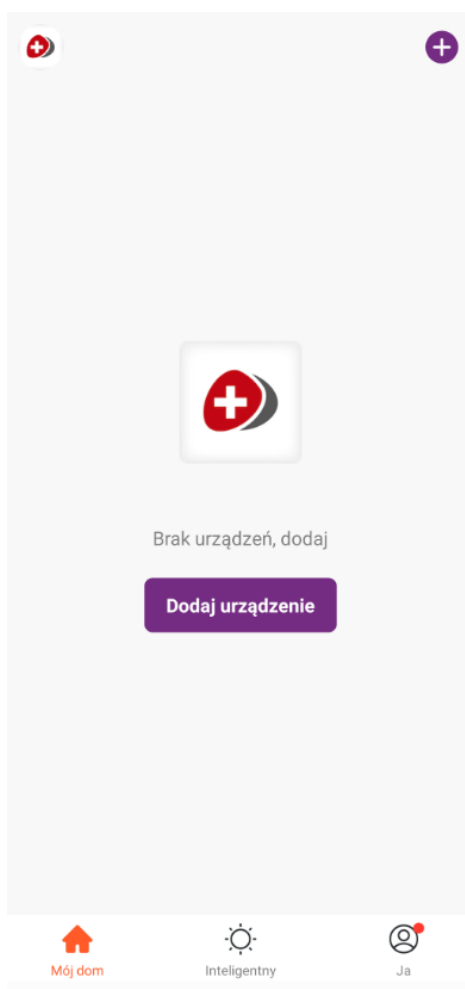 Brak urządzeń, dodaj
Dodaj urządzenie
Mój dom
Inteligentny
Ja